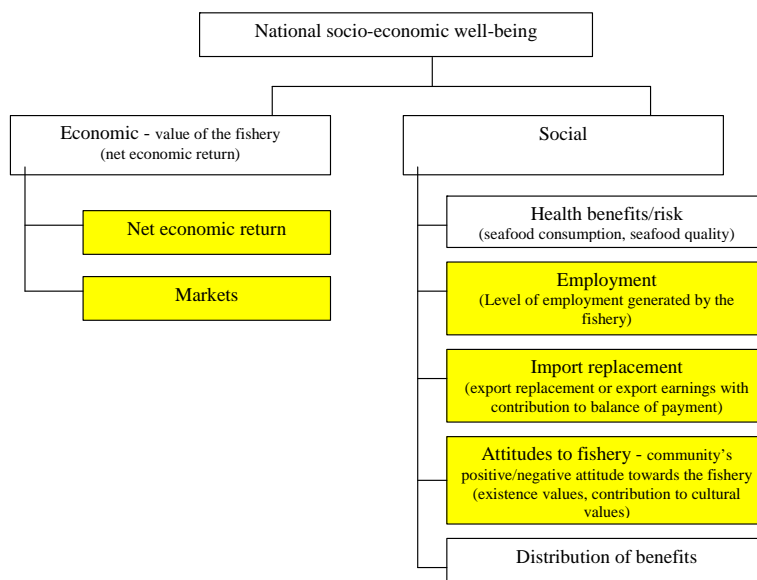 National socio-economic well-being
Economic - value of the fishery
(net economic return)
Net economic return
Markets
Social
Health benefits/risk
(seafood consumption, seafood quality)
Employment
(Level of employment generated by the
fishery)
Import replacement
(export replacement or export earnings with
contribution to balance of payment)
Attitudes to fishery - community's
positive/negative attitude towards the fishery
(existence values, contribution to cultural
values)
Distribution of benefits